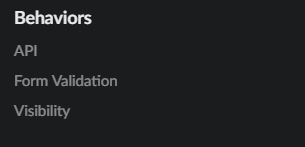 Behaviors
API
Form Validation
Visibility